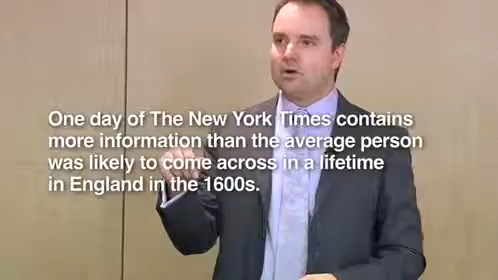 One day of The New York Times contains
more information than the average person
was likely to come across in a lifetime
in England in the 1600s.